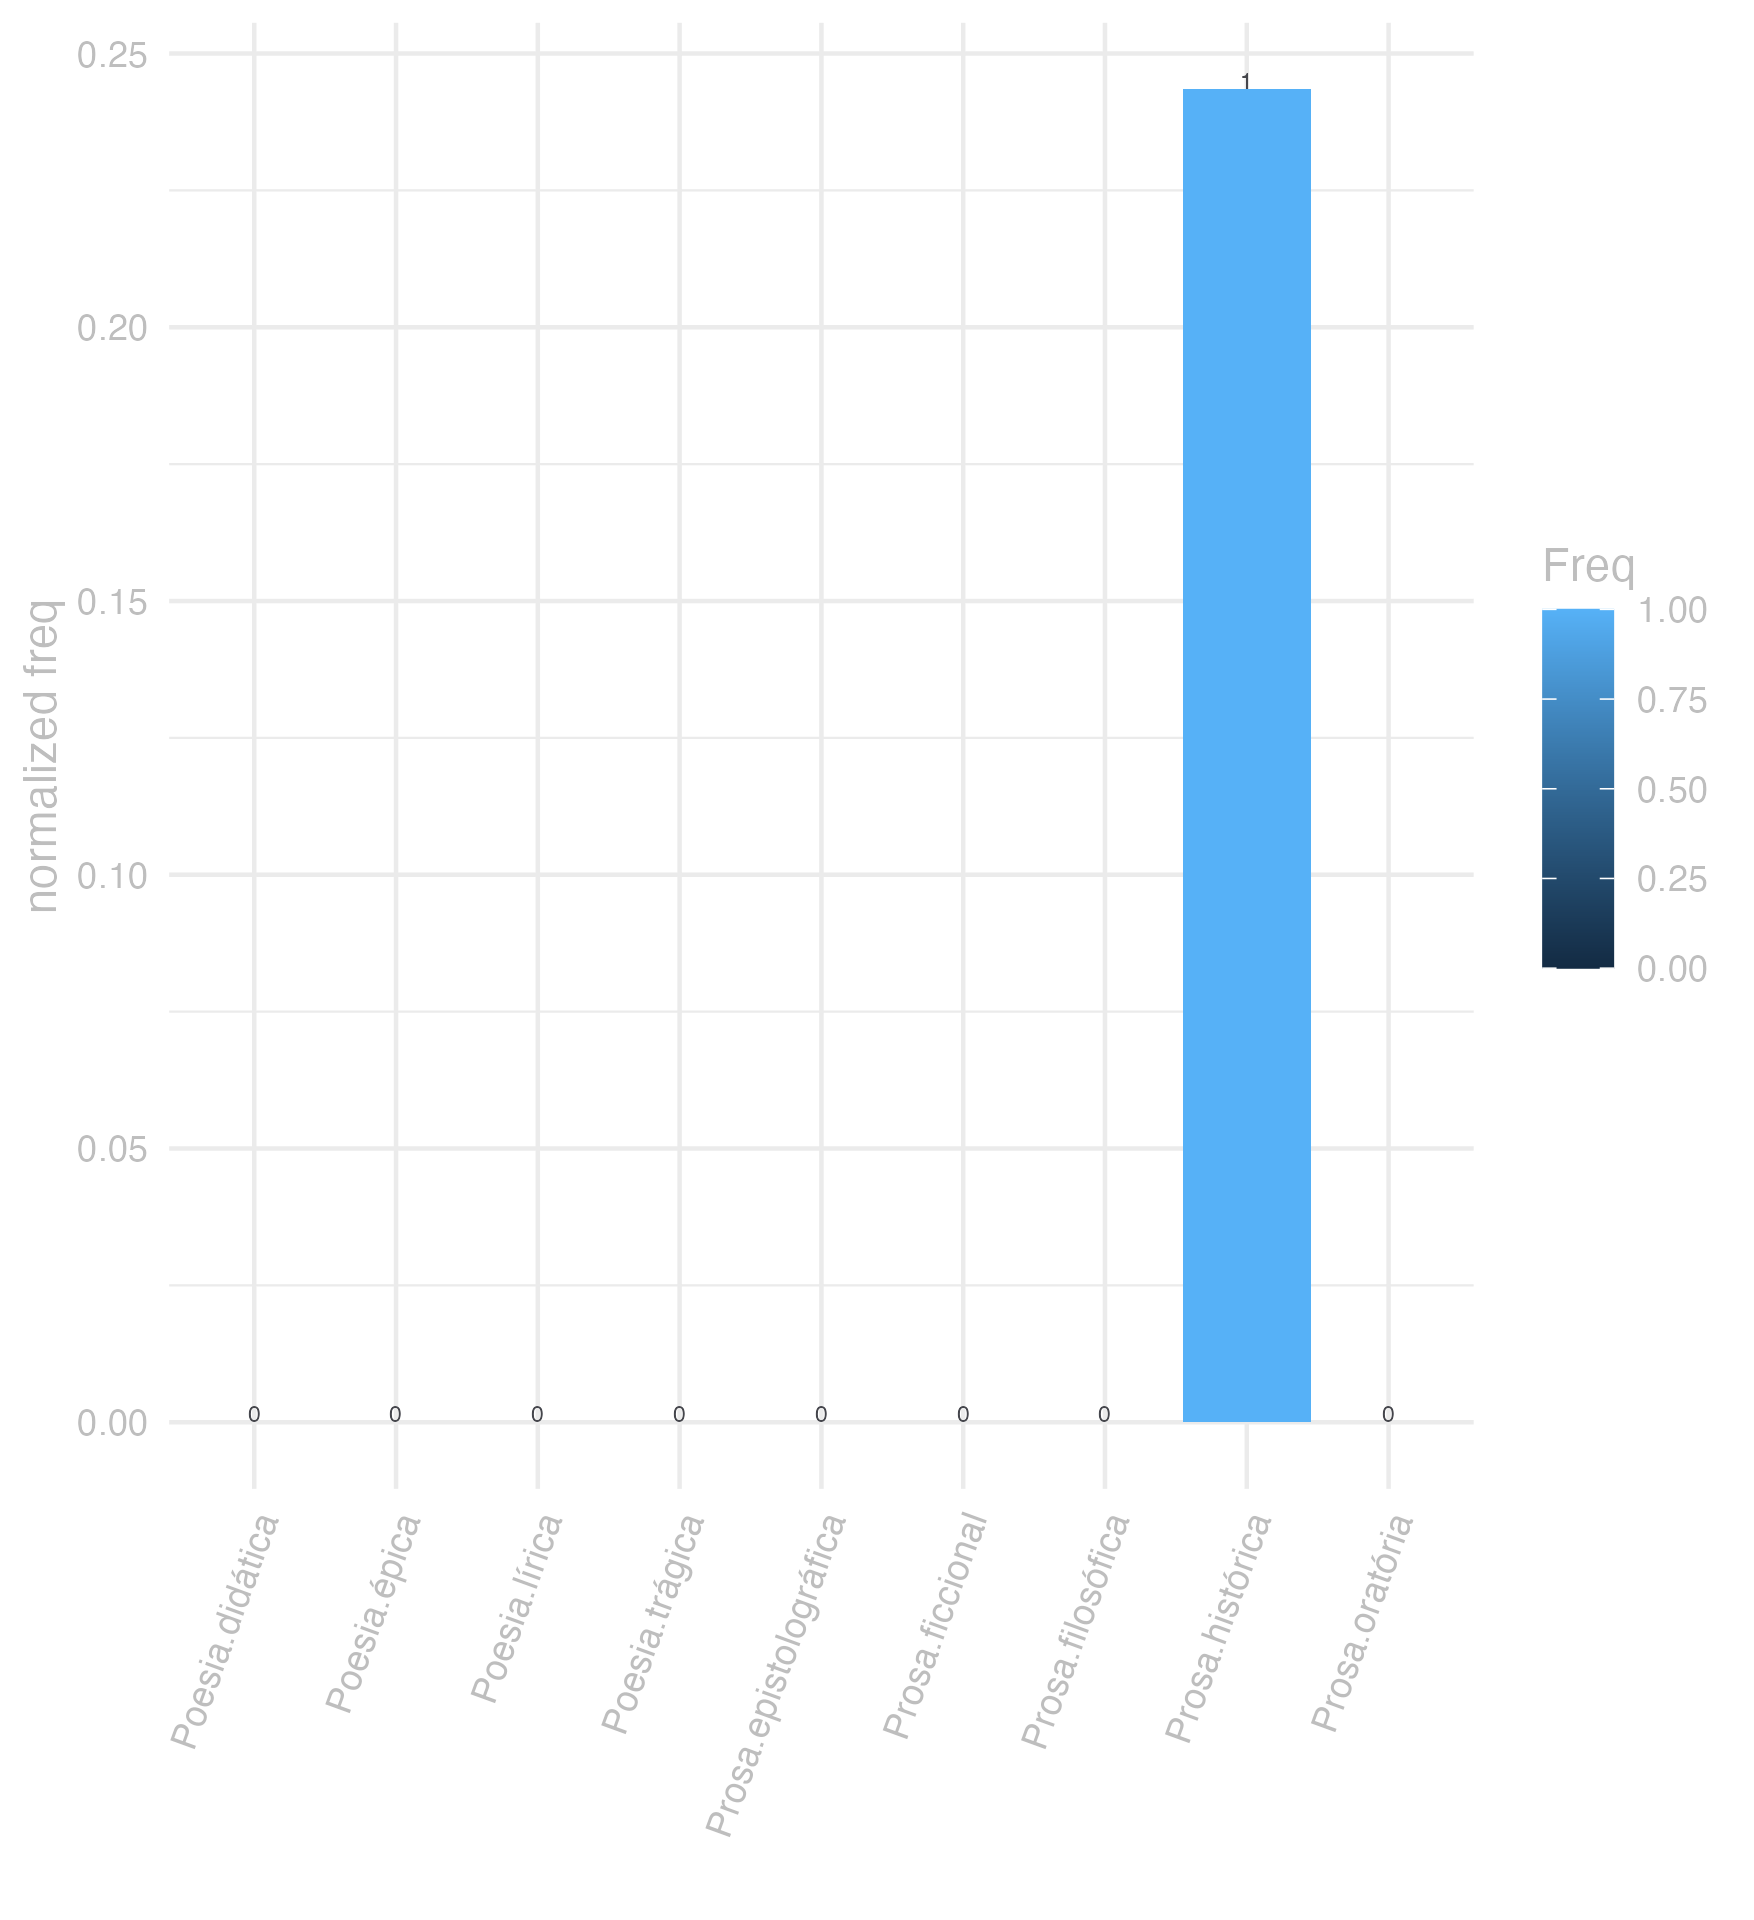 0.25
0.20
0.15
0.10
0.05
0.00
normalized freq
1
0 0 0 0 0 0 0 0
Poesia.didática
Poesia.épica
Poesia.lírica
Poesia.trágica
Prosa.epistolográfica
Prosa.ficcional
Prosa.filosófica
Prosa.histórica
Prosa.oratória
Freq
1.00
0.75
0.50
0.25
0.00